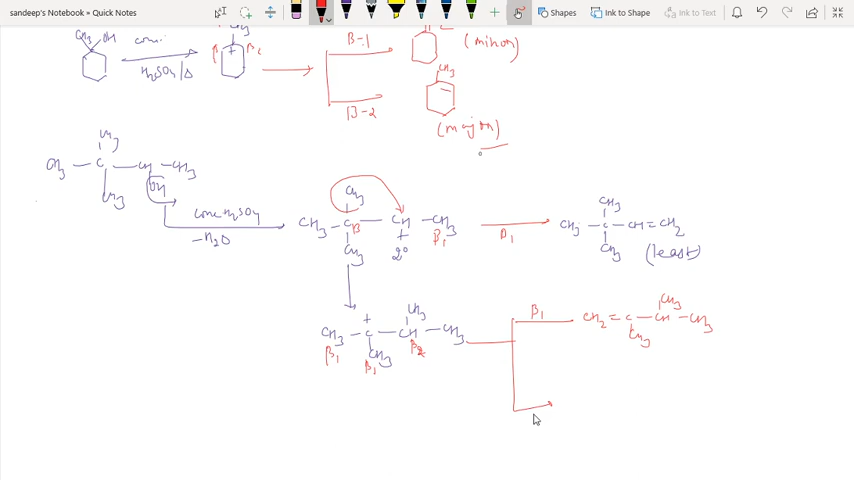 sandeep's Notebook » Quick Notes
Shapes
Ink to Shape
Ink to Text
CH3
CH3 OH
conc.
H2SO4/Δ
+
β
β-1
(minor)
CH3
β-2
(major)
CH3
CH3 - C - CH - CH3
OH
CH3
conc H2SO4
-H2O
CH3
CH3 - C - CH - CH3
β + β1
CH3 2°
β1
CH3
CH3 - C - CH = CH2
CH3 (least)
+ CH3
CH3 - C - CH - CH3
β1 CH3 β2
β1
β1
CH3
CH2 = C - CH - CH3
CH3